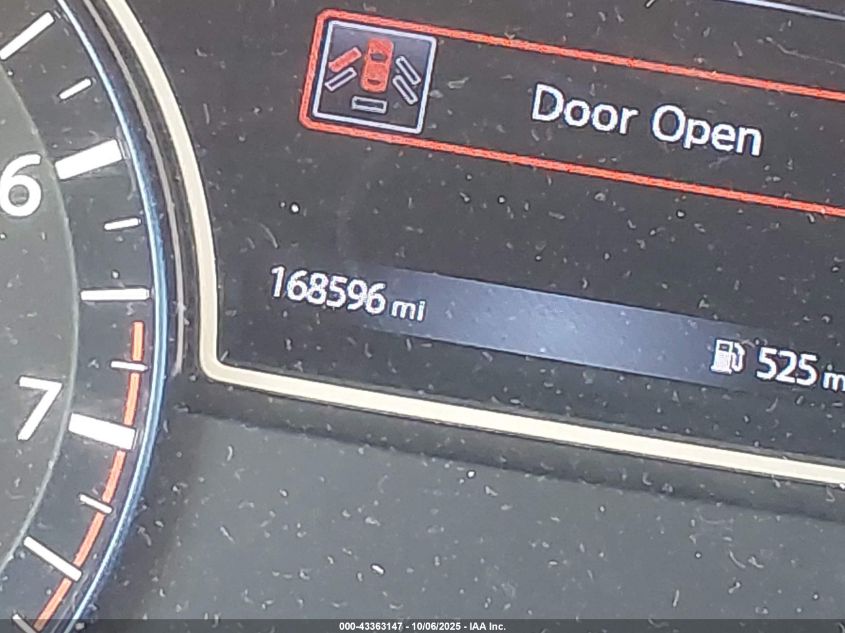 6
Door Open
168596 mi
525 m
7
000-43363147 - 10/06/2025 - IAA Inc.